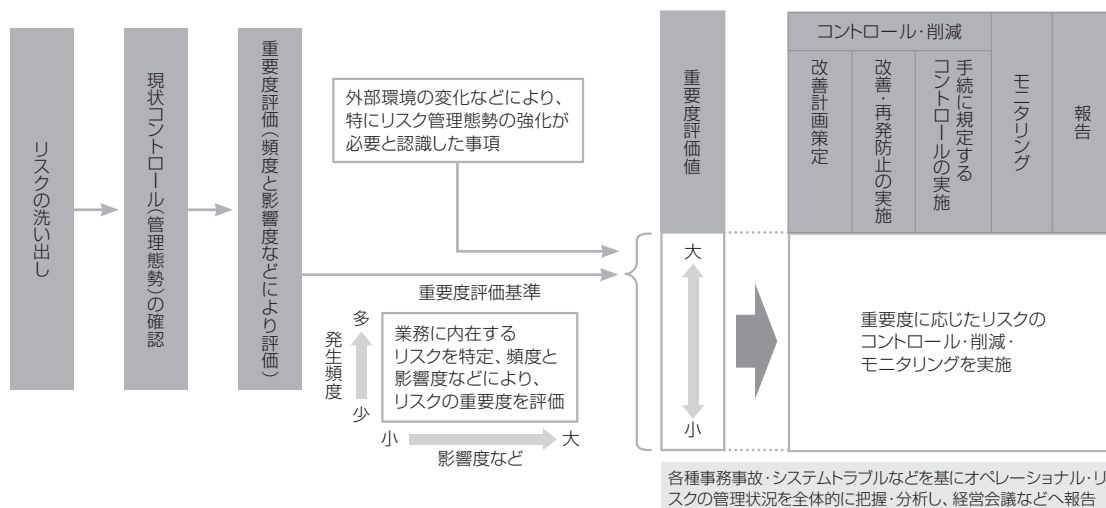 リスクの洗い出し
現状コントロール(管理態勢)の確認
重要度評価(頻度と影響度などにより評価)
外部環境の変化などにより、
特にリスク管理態勢の強化が
必要と認識した事項
重要度評価基準
多
発生頻度
少
業務に内在する
リスクを特定、頻度と
影響度などにより、
リスクの重要度を評価
小
大
影響度など
重要度評価値
大
小
コントロール・削減
改善計画策定
改善・再発防止の実施
手続に規定する
コントロールの実施
モニタリング
報告
重要度に応じたリスクの
コントロール・削減・
モニタリングを実施
各種事務事故・システムトラブルなどを基にオペレーショナル・リ
スクの管理状況を全体的に把握・分析し、経営会議などへ報告